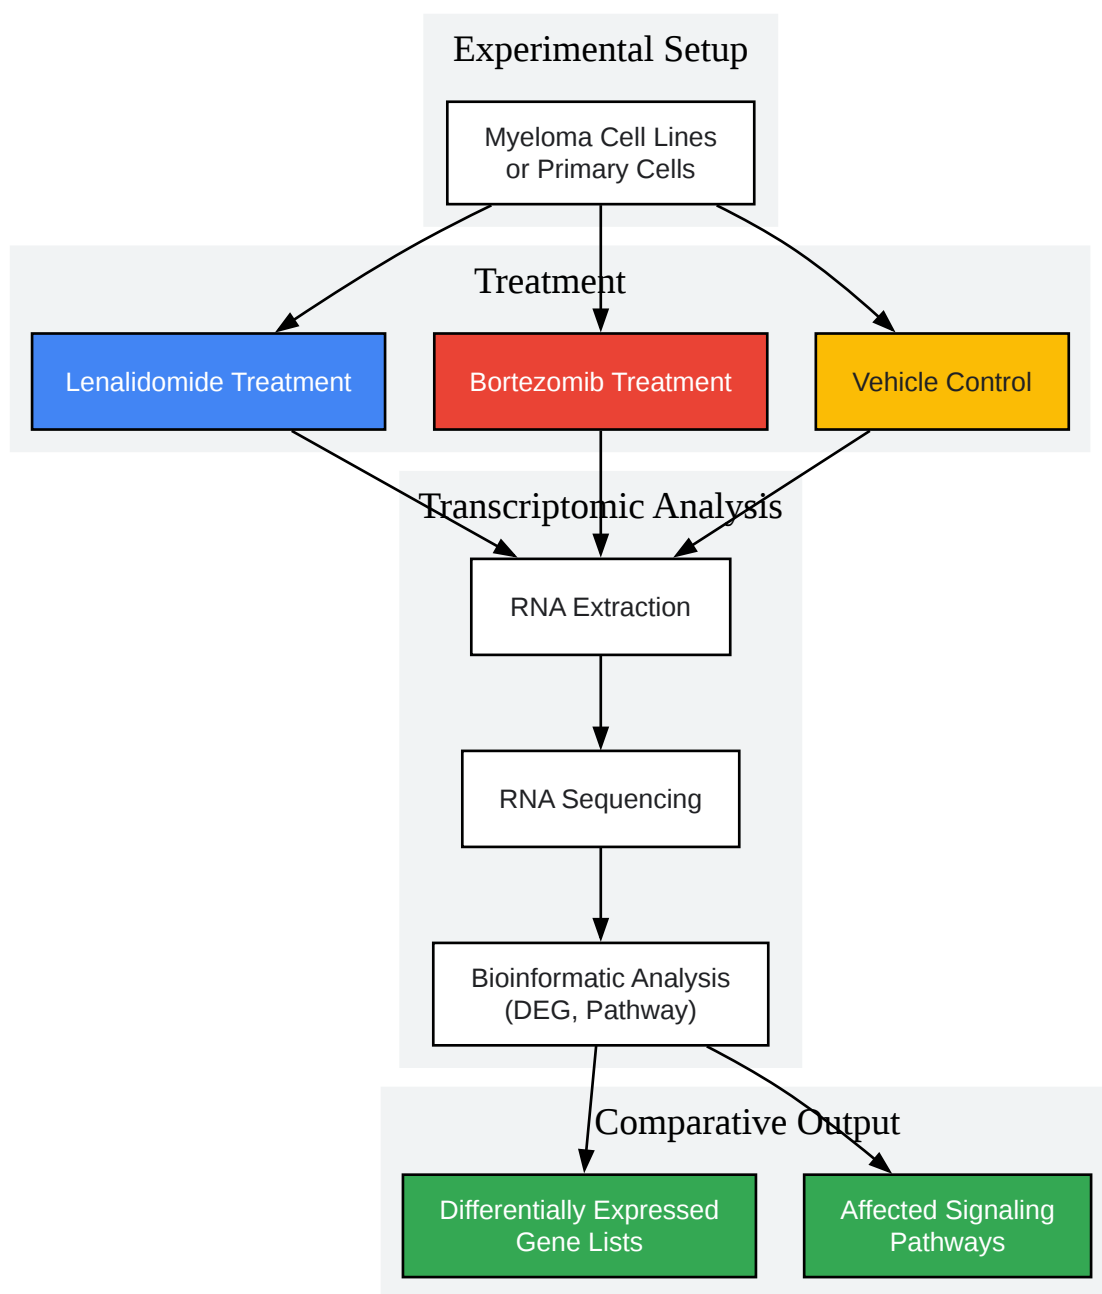 Experimental Setup
Myeloma Cell Lines
or Primary Cells
Treatment
Lenalidomide Treatment
Bortezomib Treatment
Vehicle Control
Transcriptomic Analysis
RNA Extraction
RNA Sequencing
Bioinformatic Analysis
(DEG, Pathway)
Comparative Output
Differentially Expressed
Gene Lists
Affected Signaling
Pathways